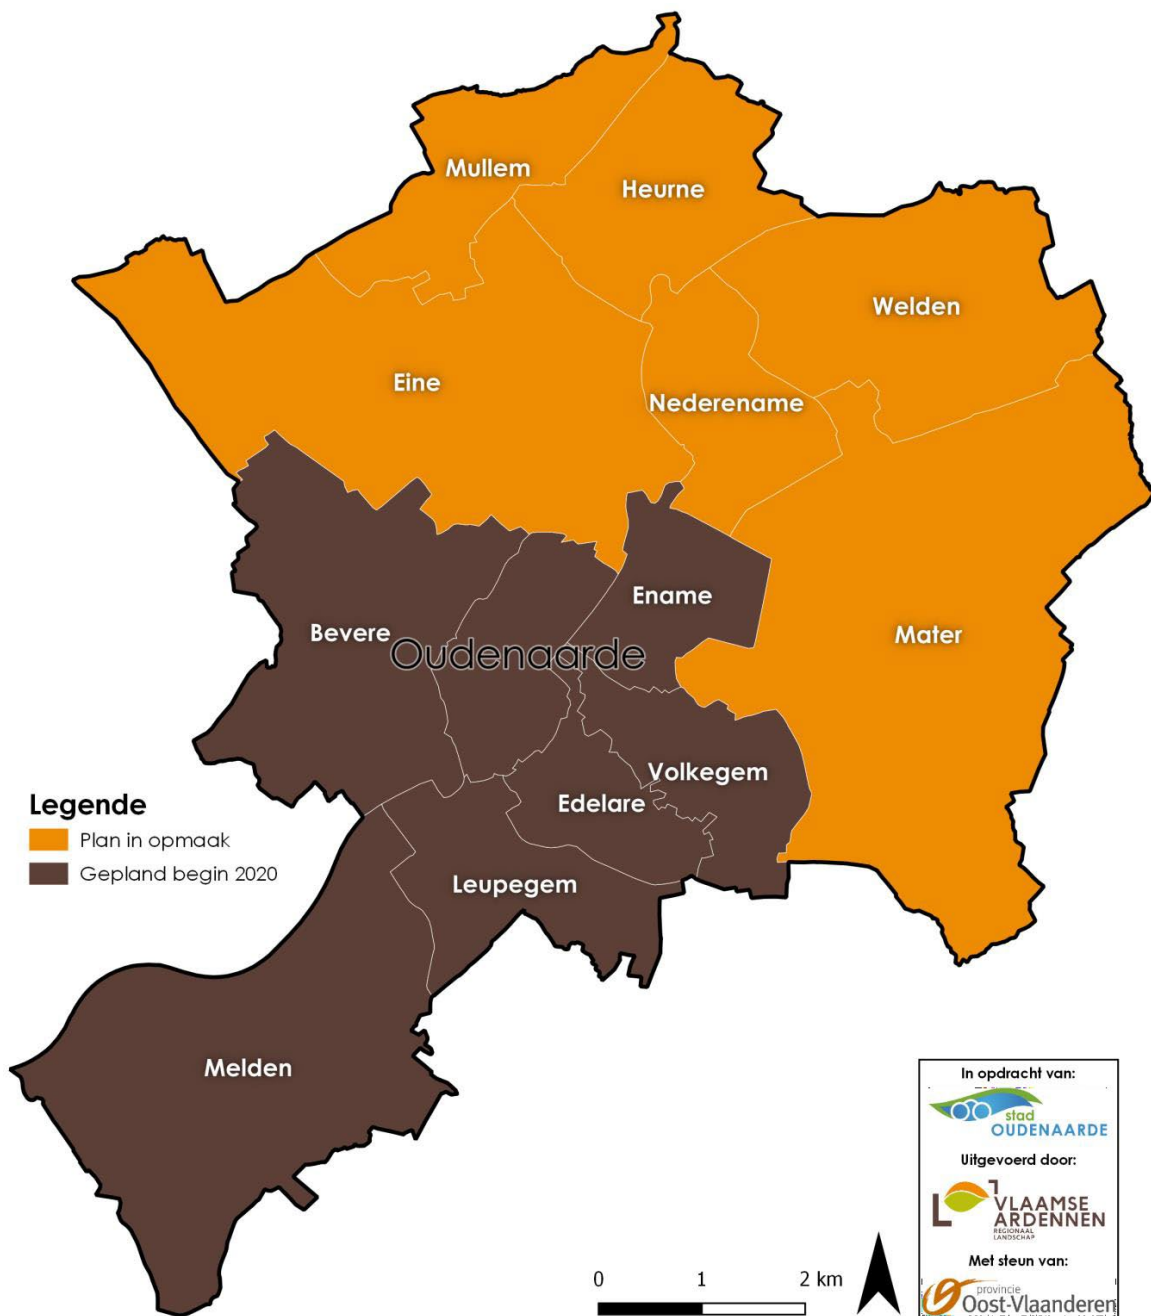 Mullem
Heurne
Welden
Eine
Nederename
Ename
Bevere
Mater
Oudenaarde
Volkegem
Edelare
Legende
Plan in opmaak
Gepland begin 2020
Leupegem
Melden
In opdracht van:
stad
OUDENAARDE
Uitgevoerd door:
VLAAMSE
ARDENNEN
REGIONAAL
LANDSCHAP
Met steun van:
provincie
Oost-Vlaanderen
0 1 2 km